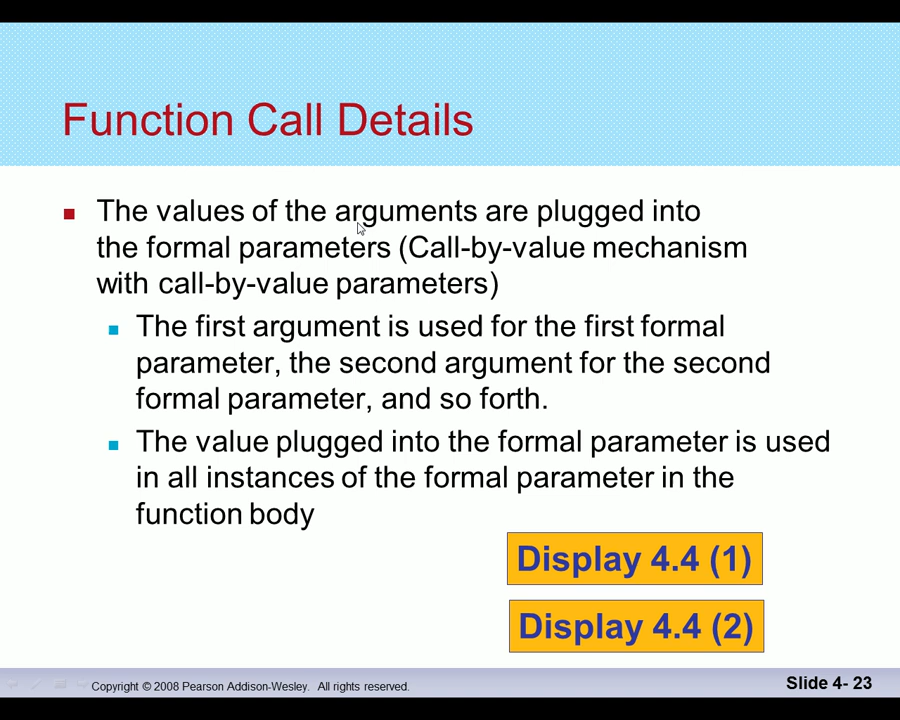 Function Call Details
The values of the arguments are plugged into
the formal parameters (Call-by-value mechanism
with call-by-value parameters)
The first argument is used for the first formal
parameter, the second argument for the second
formal parameter, and so forth.
The value plugged into the formal parameter is used
in all instances of the formal parameter in the
function body
Display 4.4 (1)
Display 4.4 (2)
Copyright © 2008 Pearson Addison-Wesley. All rights reserved.
Slide 4- 23